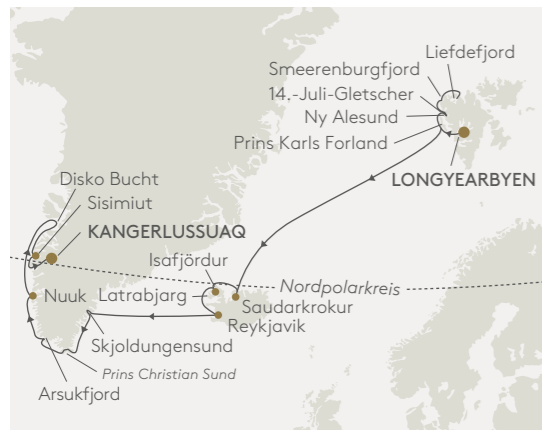 Liefdefjord
Smeerenburgfjord
14.-Juli-Gletscher
Ny Alesund
Prins Karls Forland
LONGYEARBYEN
Disko Bucht
Sisimiut
KANGERLUSSUAQ
Isafjördur
Nordpolarkreis
Nuuk
Latrabjarg
Saudarkrokur
Reykjavik
Skjoldungensund
Prins Christian Sund
Arsukfjord